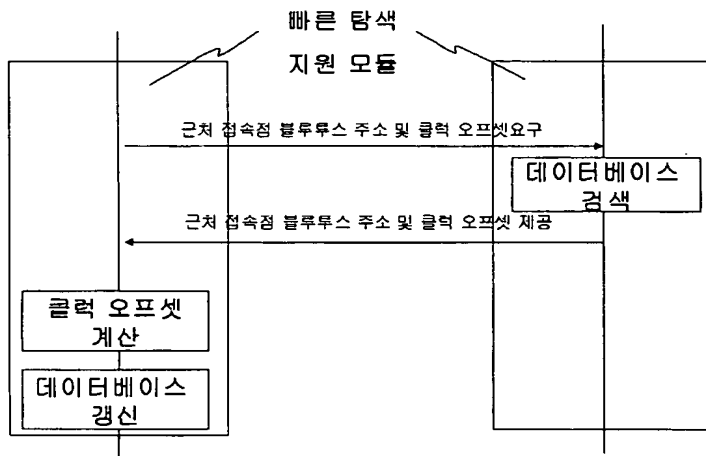 빠른 탐색
지원 모듈
근처 접속점 블루투스 주소 및 클럭 오프셋요구
데이터베이스
검색
근처 접속점 블루투스 주소 및 클럭 오프셋 제공
클럭 오프셋
계산
데이터베이스
갱신